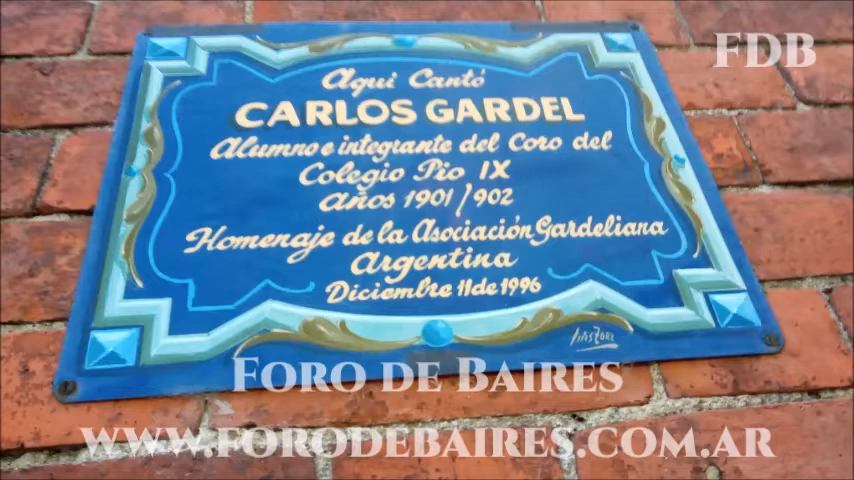 FDB
Aqui Cantó
CARLOS GARDEL
Alumno e integrante del Coro del
Colegio Pio IX
años 1901/902
Homenaje de la Asociación Gardeliana
Argentina
Diciembre 11 de 1996
Foro de Baires
www.forodebaires.com.ar